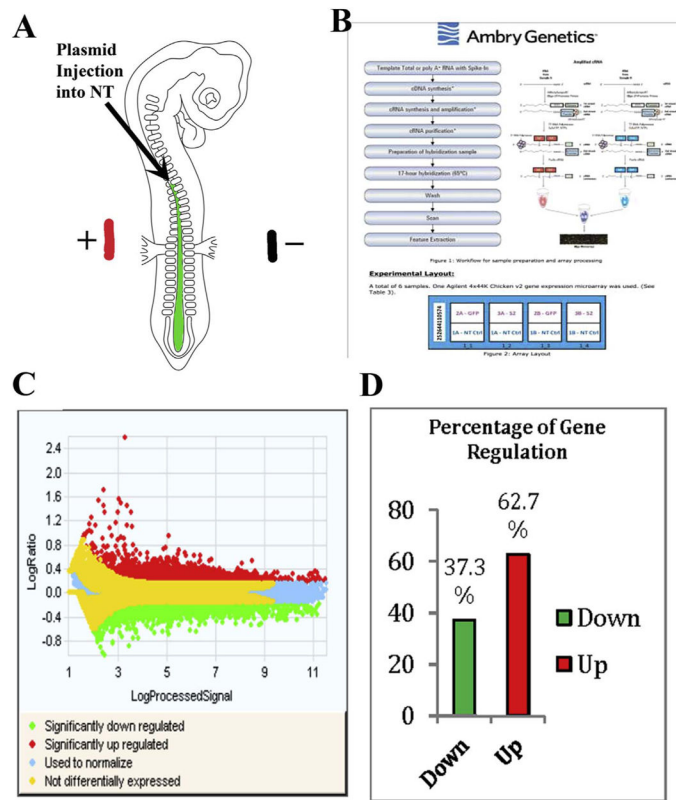 A
Plasmid
Injection
into NT
+
−
B
Ambry Genetics™
Template Total or poly A⁺ RNA with Spike-In
cDNA synthesis*
cRNA synthesis and amplification*
cRNA purification*
Preparation of hybridization sample
17-hour hybridization (65°C)
Wash
Scan
Feature Extraction
Amplified cRNA
Figure 1: Workflow for sample preparation and array processing
Experimental Layout:
A total of 6 samples. One Agilent 4x44K Chicken v2 gene expression microarray was used. (See
Table 3).
2A - GFP
3A - S2
2B - GFP
3B - S2
1A - NT Ctrl
1A - NT Ctrl
1B - NT Ctrl
1B - NT Ctrl
1_1
1_2
1_3
1_4
Figure 2: Array Layout
C
2.4
2.0
1.6
1.2
0.8
0.4
0.0
-0.4
-0.8
LogRatio
1 3 5 7 9 11
LogProcessedSignal
Significantly down regulated
Significantly up regulated
Used to normalize
Not differentially expressed
D
Percentage of Gene
Regulation
80
60
40
20
0
37.3
%
62.7
%
Down
Up
Down
Up